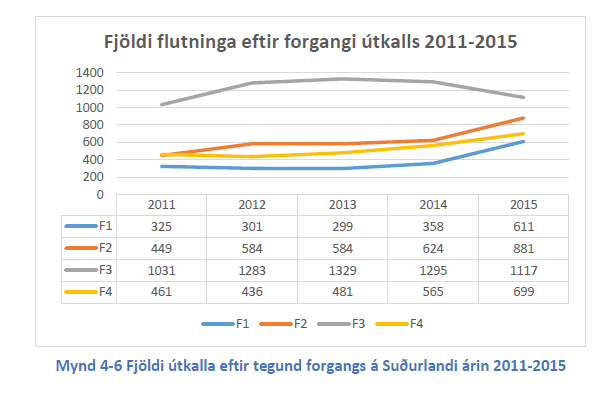 Fjöldi flutninga eftir forgangi útkalls 2011-2015
1400
1200
1000
800
600
400
200
0
2011 2012 2013 2014 2015
F1 325 301 299 358 611
F2 449 584 584 624 881
F3 1031 1283 1329 1295 1117
F4 461 436 481 565 699
F1 F2 F3 F4
Mynd 4-6 Fjöldi útkalla eftir tegund forgangs á Suðurlandi árin 2011-2015